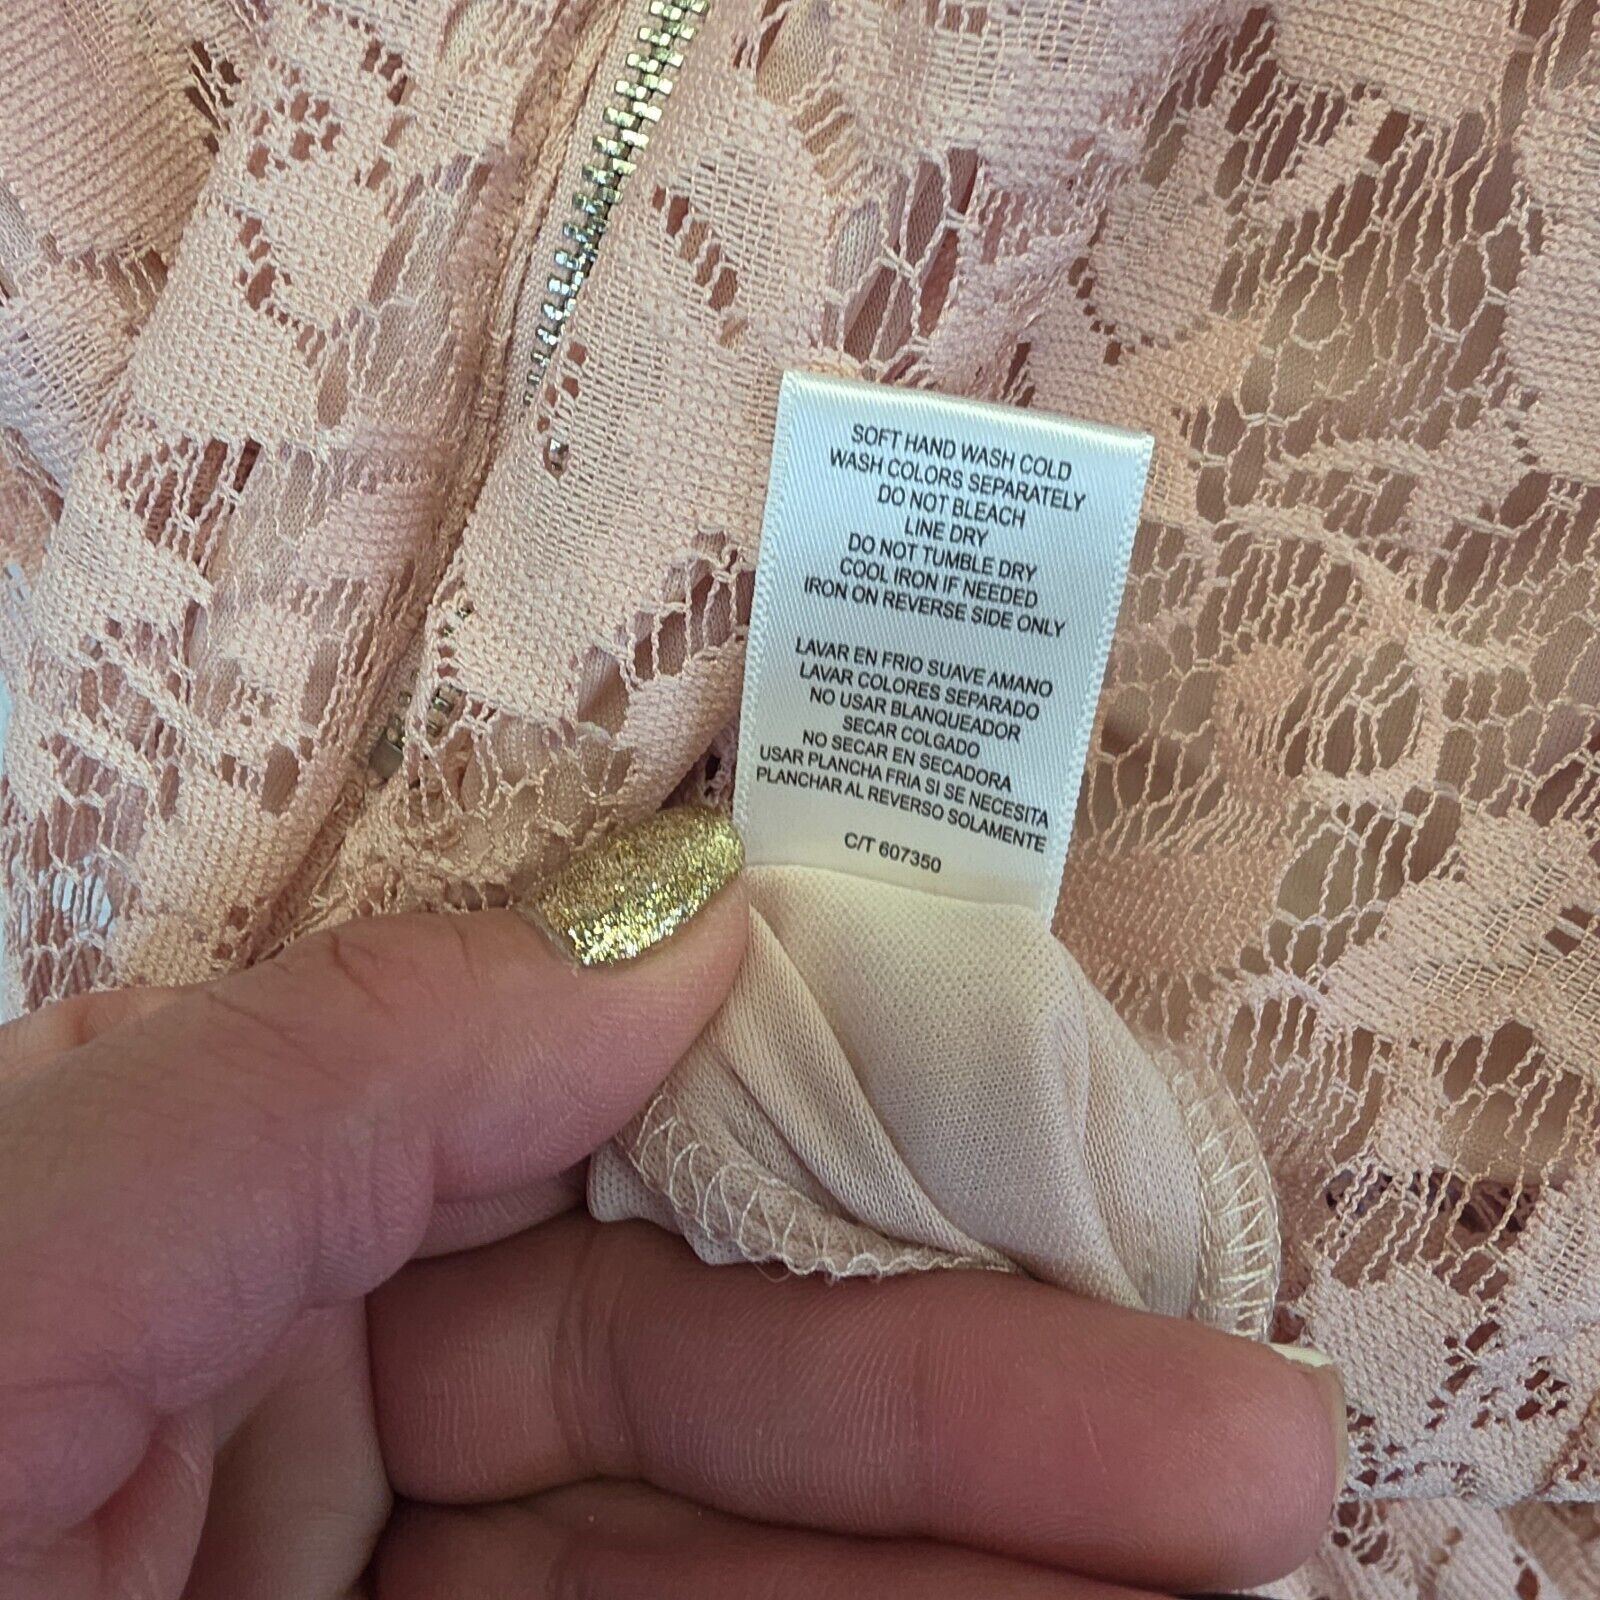 SOFT HAND WASH COLD
WASH COLORS SEPARATELY
DO NOT BLEACH
LINE DRY
DO NOT TUMBLE DRY
COOL IRON IF NEEDED
IRON ON REVERSE SIDE ONLY
LAVAR EN FRIO SUAVE AMANO
LAVAR COLORES SEPARADO
NO USAR BLANQUEADOR
SECAR COLGADO
NO SECAR EN SECADORA
USAR PLANCHA FRIA SI SE NECESITA
PLANCHAR AL REVERSO SOLAMENTE
C/T 607350